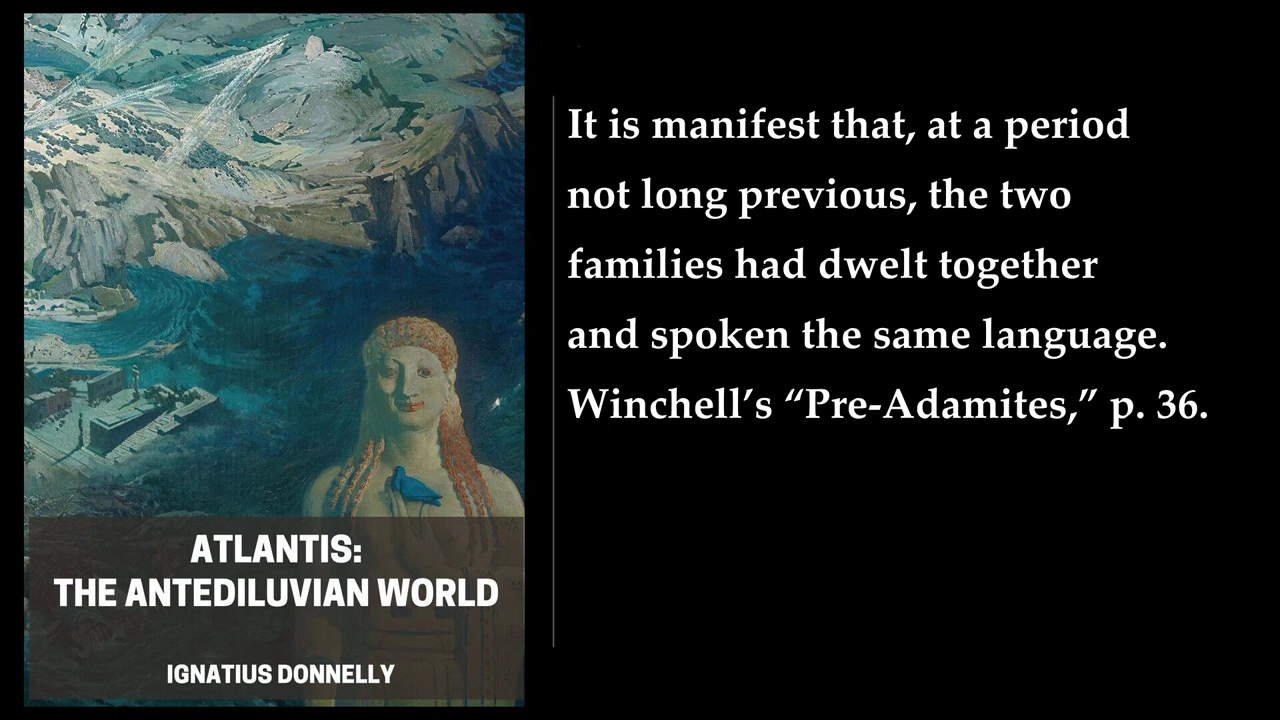 It is manifest that, at a period
not long previous, the two
families had dwelt together
and spoken the same language.
Winchell’s “Pre-Adamites,” p. 36.
ATLANTIS:
THE ANTEDILUVIAN WORLD
IGNATIUS DONNELLY